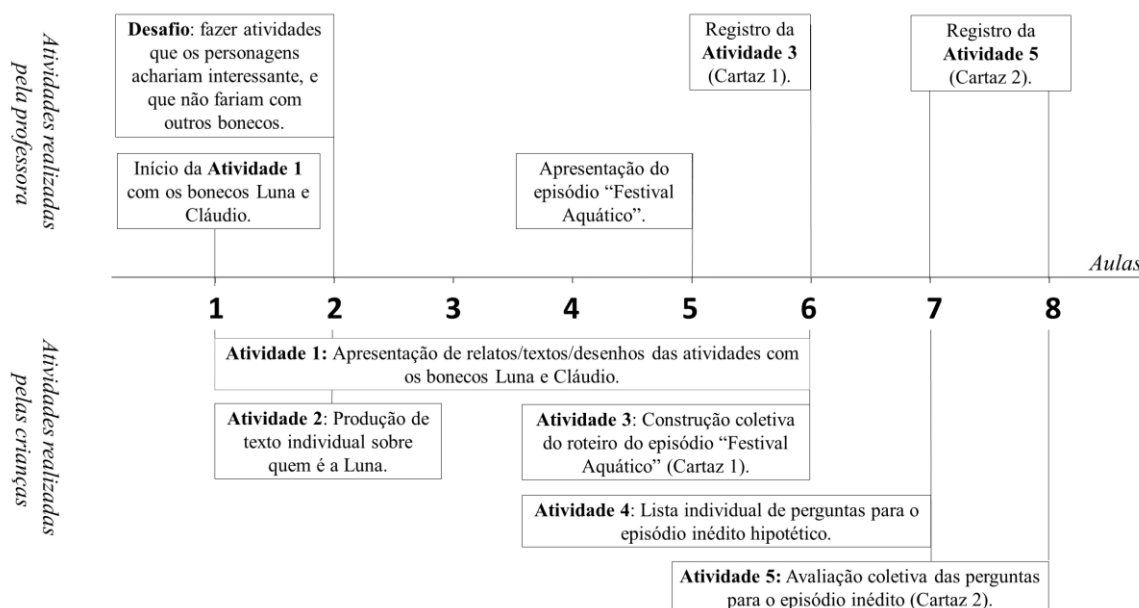 Atividades realizadas
pela professora
Desafio: fazer atividades
que os personagens
achariam interessante, e
que não fariam com
outros bonecos.
Registro da
Atividade 3
(Cartaz 1).
Registro da
Atividade 5
(Cartaz 2).
Início da Atividade 1
com os bonecos Luna e
Cláudio.
Apresentação do
episódio “Festival
Aquático”.
Aulas
1 2 3 4 5 6 7 8
Atividades realizadas
pelas crianças
Atividade 1: Apresentação de relatos/textos/desenhos das atividades com
os bonecos Luna e Cláudio.
Atividade 2: Produção de
texto individual sobre
quem é a Luna.
Atividade 3: Construção coletiva
do roteiro do episódio “Festival
Aquático” (Cartaz 1).
Atividade 4: Lista individual de perguntas para o
episódio inédito hipotético.
Atividade 5: Avaliação coletiva das perguntas
para o episódio inédito (Cartaz 2).